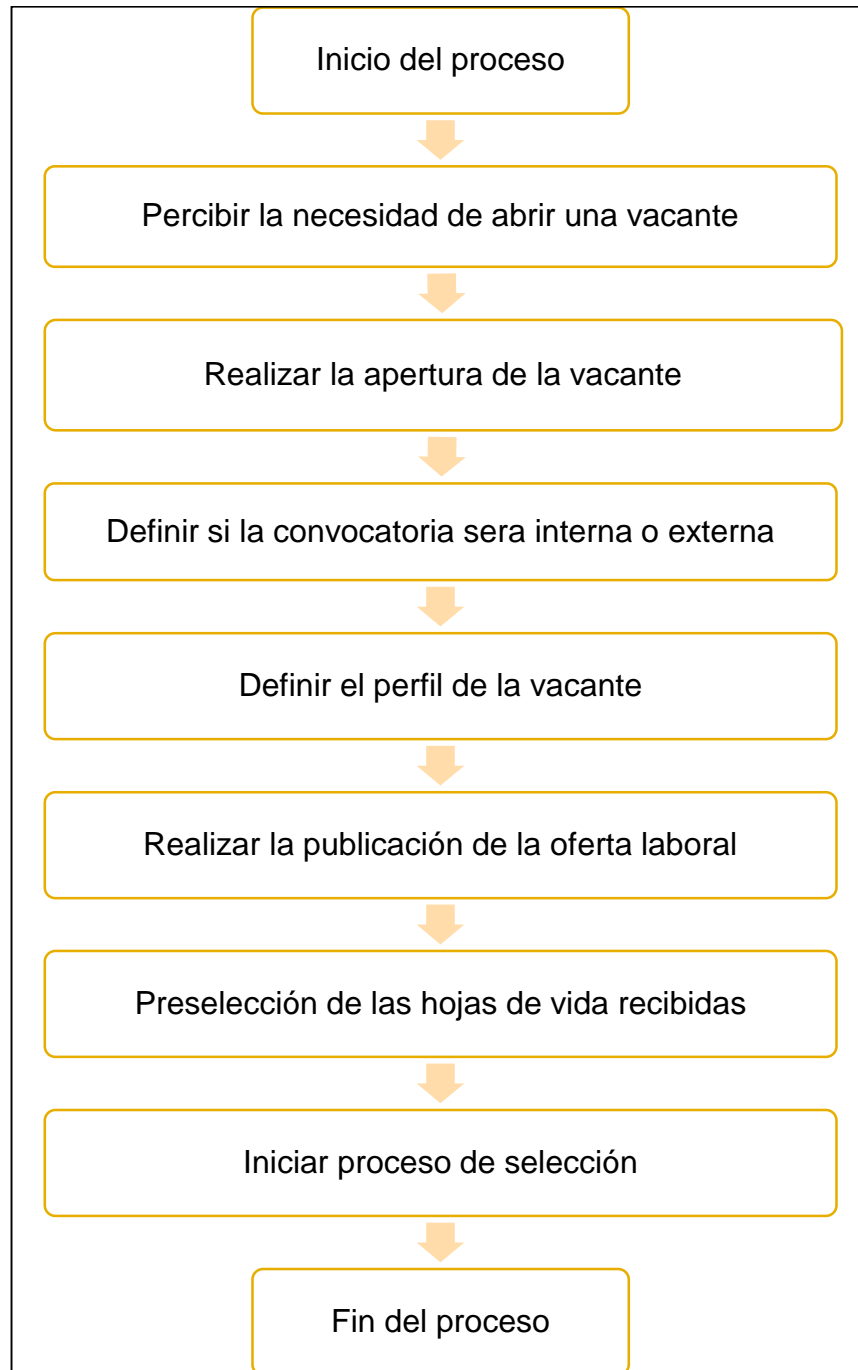 Inicio del proceso
Percibir la necesidad de abrir una vacante
Realizar la apertura de la vacante
Definir si la convocatoria sera interna o externa
Definir el perfil de la vacante
Realizar la publicación de la oferta laboral
Preselección de las hojas de vida recibidas
Iniciar proceso de selección
Fin del proceso